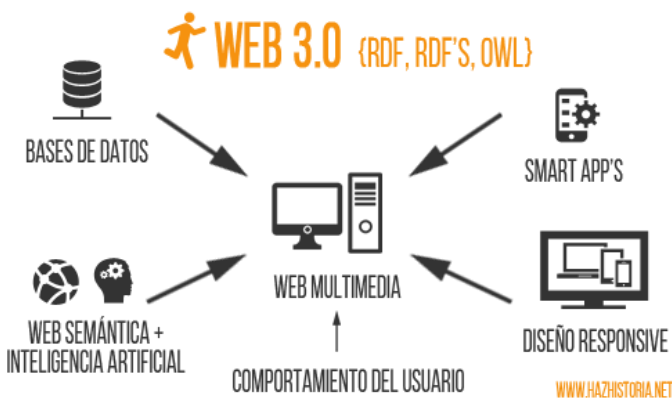 WEB 3.0 {RDF, RDF'S, OWL}
BASES DE DATOS
SMART APP'S
WEB MULTIMEDIA
WEB SEMÁNTICA +
INTELIGENCIA ARTIFICIAL
DISEÑO RESPONSIVE
COMPORTAMIENTO DEL USUARIO
WWW.HAZHISTORIA.NET